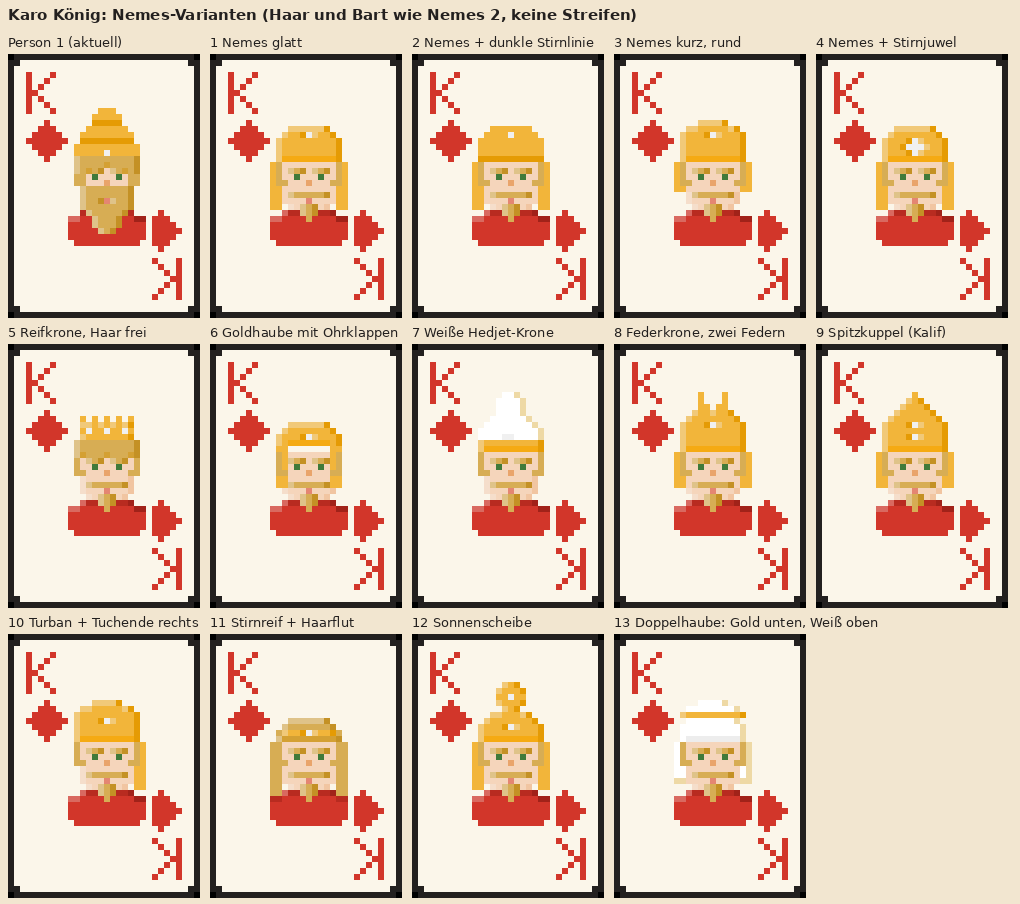 Karo König: Nemes-Varianten (Haar und Bart wie Nemes 2, keine Streifen)
Person 1 (aktuell) 1 Nemes glatt 2 Nemes + dunkle Stirnlinie 3 Nemes kurz, rund 4 Nemes + Stirnjuwel
K K K K K
K K K K K
5 Reifkrone, Haar frei 6 Goldhaube mit Ohrklappen 7 Weiße Hedjet-Krone 8 Federkrone, zwei Federn 9 Spitzkuppel (Kalif)
K K K K K
K K K K K
10 Turban + Tuchende rechts 11 Stirnreif + Haarflut 12 Sonnenscheibe 13 Doppelhaube: Gold unten, Weiß oben
K K K K
K K K K